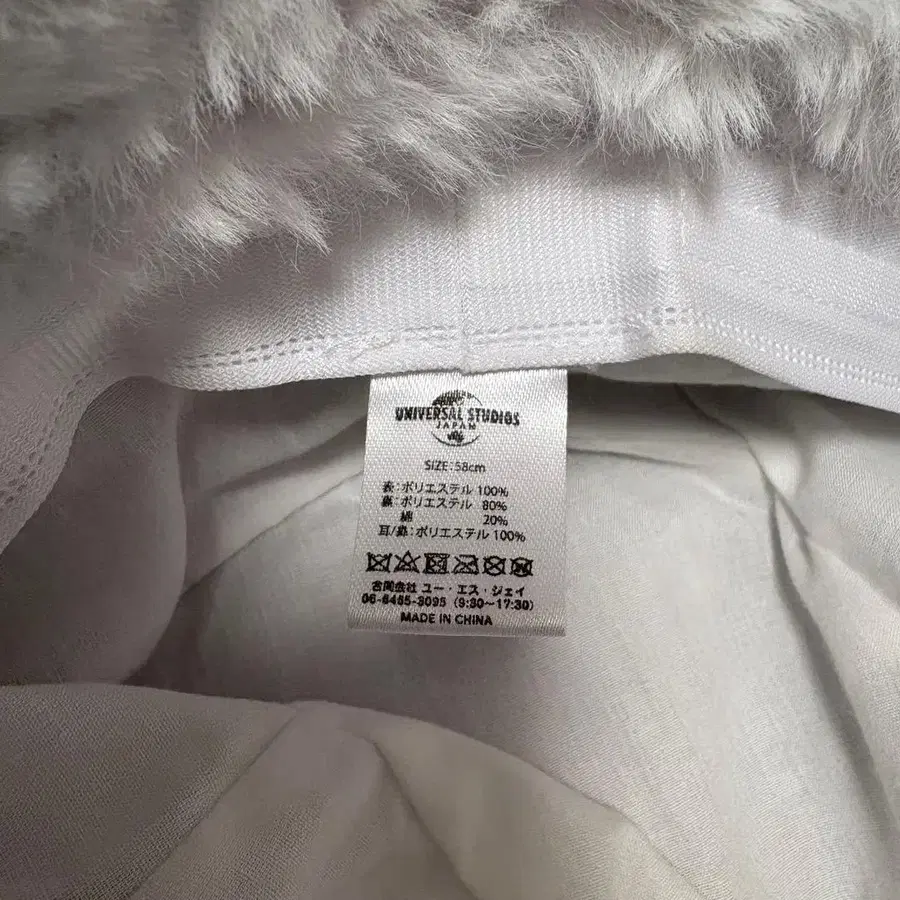 UNIVERSAL STUDIOS
JAPAN
SIZE:58cm
表:ポリエステル 100%
裏:ポリエステル 80%
綿 20%
耳/鼻:ポリエステル 100%
合同会社 ユー・エス・ジェイ
06-6465-3095 (9:30〜17:30)
MADE IN CHINA